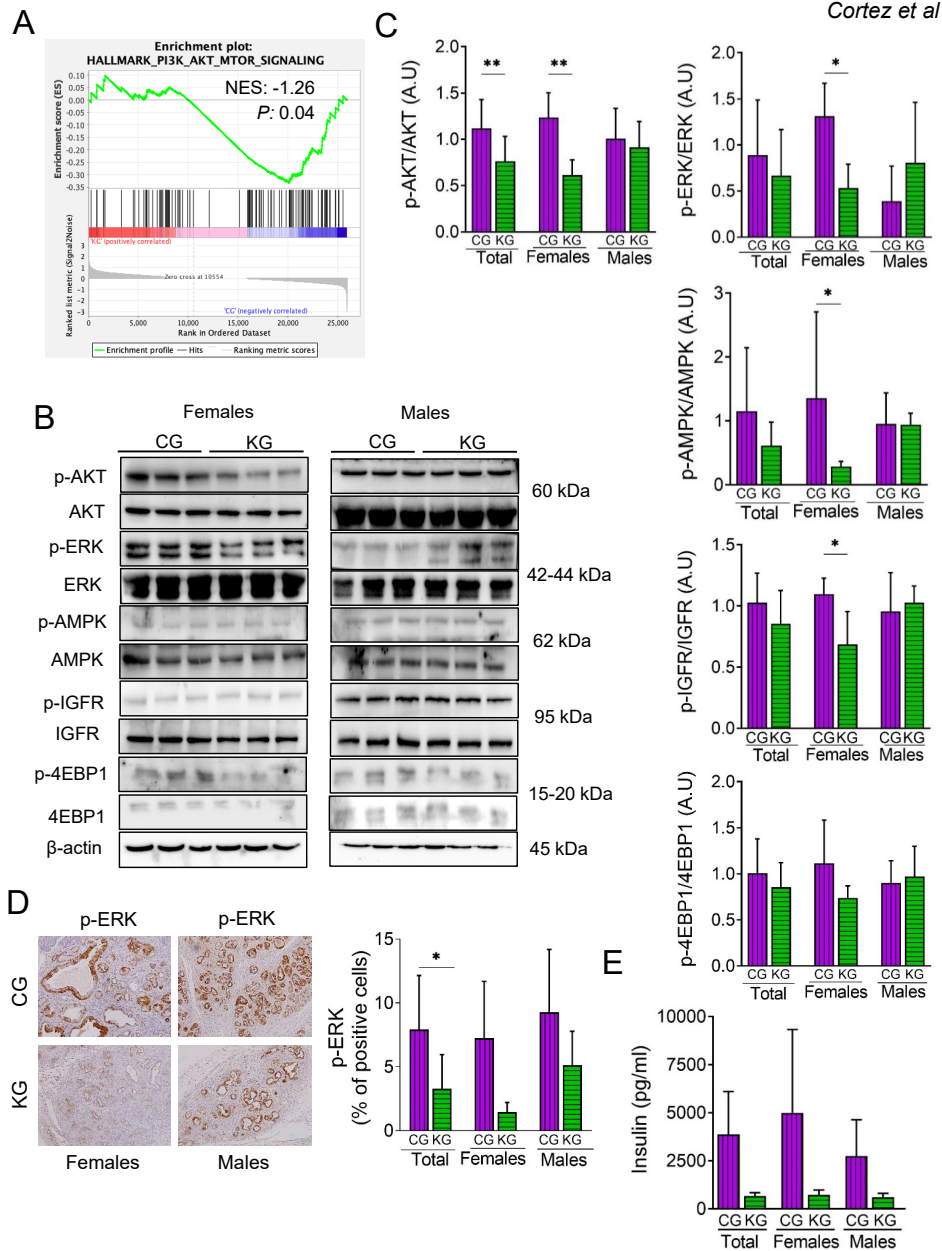 Cortez et al
A
Enrichment plot:
HALLMARK_PI3K_AKT_MTOR_SIGNALING
NES: -1.26
P: 0.04
Enrichment score (ES)
0.10
0.05
0.00
-0.05
-0.10
-0.15
-0.20
-0.25
-0.30
-0.35
'KG' (positively correlated)
Ranked list metric (Signal2Noise)
3
2
1
0
-1
-2
-3
Zero cross at 10554
'CG' (negatively correlated)
0 5,000 10,000 15,000 20,000 25,000
Rank in Ordered Dataset
Enrichment profile Hits Ranking metric scores
B
Females Males
CG KG CG KG
p-AKT
60 kDa
AKT
p-ERK
42-44 kDa
ERK
p-AMPK
62 kDa
AMPK
p-IGFR
95 kDa
IGFR
p-4EBP1
15-20 kDa
4EBP1
β-actin
45 kDa
C
p-AKT/AKT (A.U)
2.0
1.5
1.0
0.5
0.0
** **
CG KG CG KG CG KG
Total Females Males
p-ERK/ERK (A.U)
2.0
1.5
1.0
0.5
0.0
*
CG KG CG KG CG KG
Total Females Males
p-AMPK/AMPK (A.U)
3
2
1
0
*
CG KG CG KG CG KG
Total Females Males
p-IGFR/IGFR (A.U)
1.5
1.0
0.5
0.0
*
CG KG CG KG CG KG
Total Females Males
p-4EBP1/4EBP1 (A.U)
2.0
1.5
1.0
0.5
0.0
CG KG CG KG CG KG
Total Females Males
D
p-ERK p-ERK
CG
KG
Females Males
p-ERK
(% of positive cells)
15
10
5
0
*
CG KG CG KG CG KG
Total Females Males
E
Insulin (pg/ml)
10000
7500
5000
2500
0
CG KG CG KG CG KG
Total Females Males